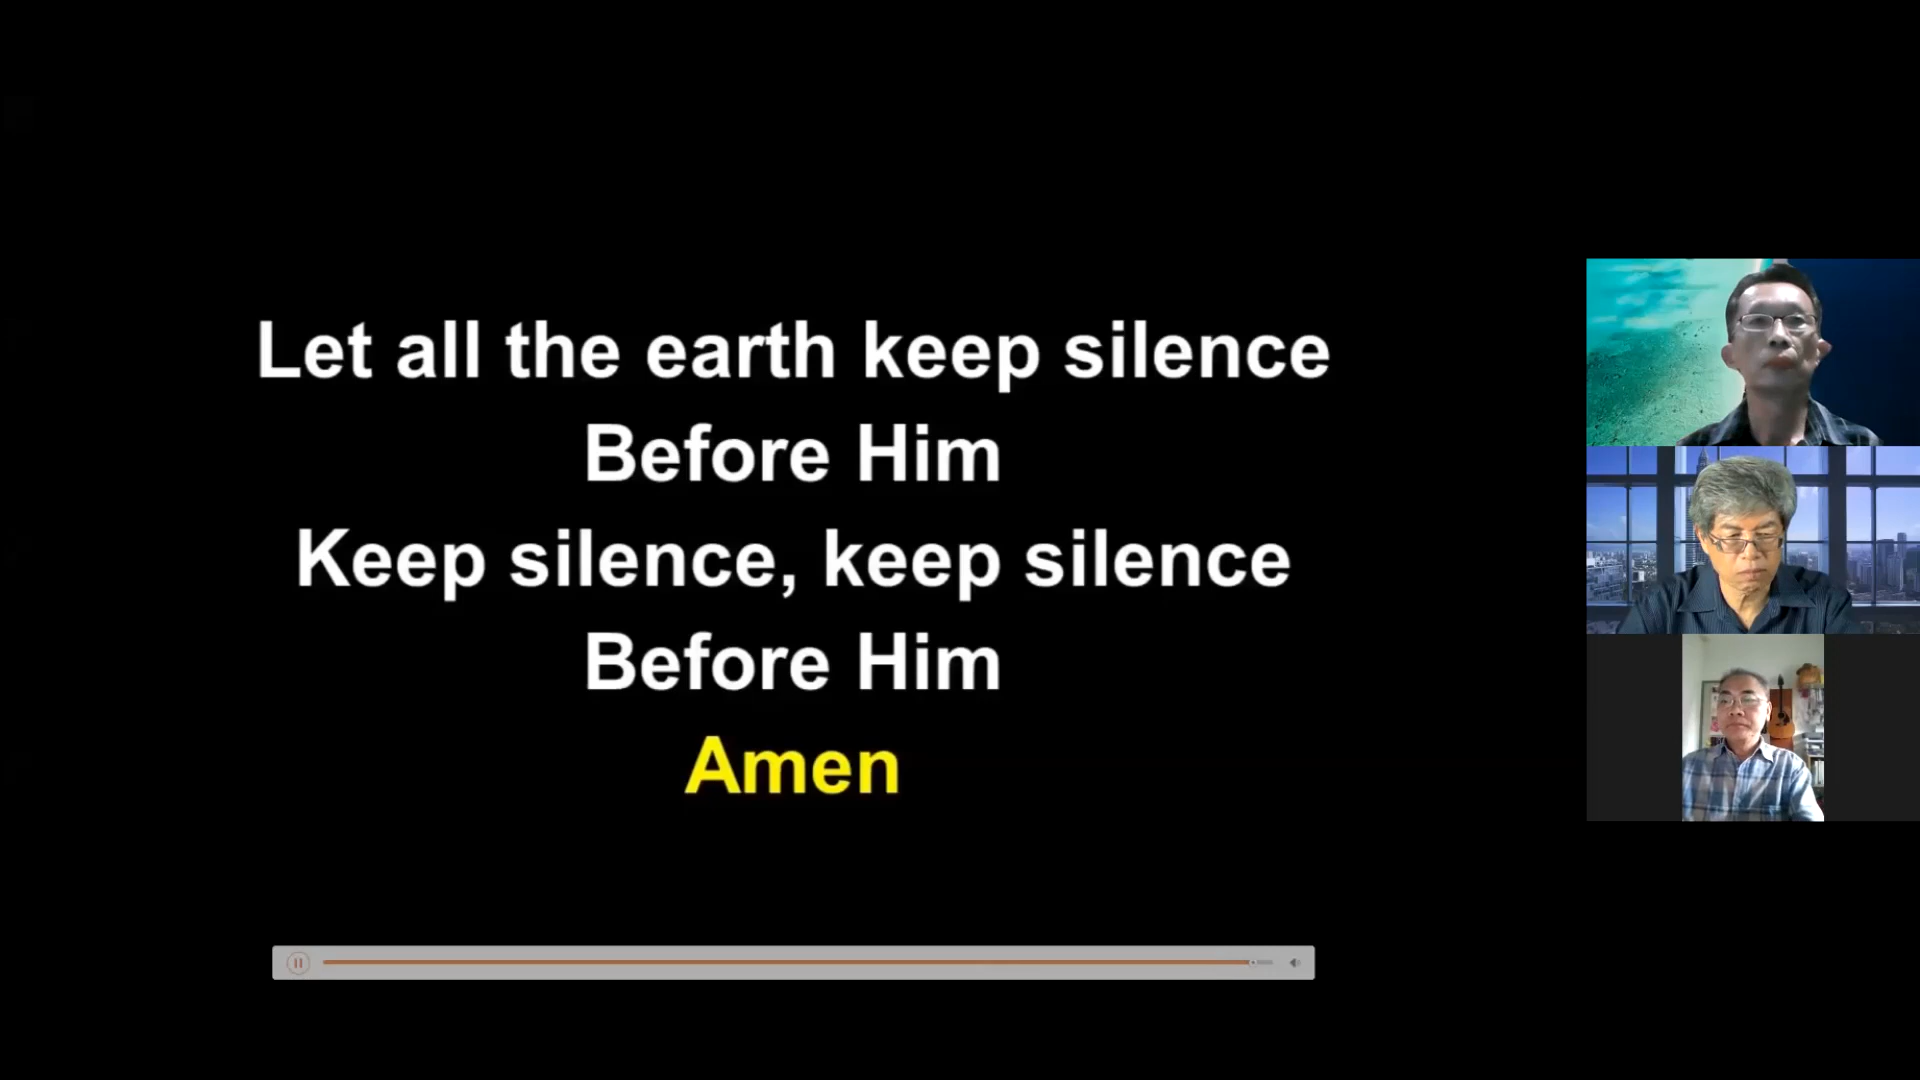 Let all the earth keep silence
Before Him
Keep silence, keep silence
Before Him
Amen